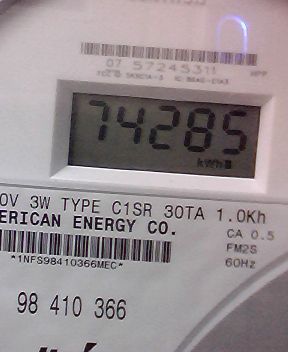 07 57245311
74285
kWh
0V 3W TYPE C1SR 30TA 1.0Kh
ERICAN ENERGY CO.
CA 0.5
FM2S
60Hz
*1NFS98410366MEC*
98 410 366